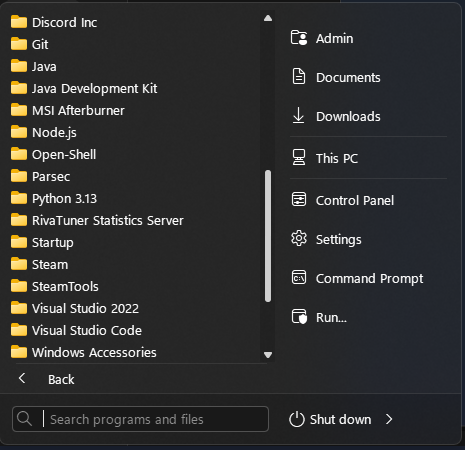 Discord Inc
Git
Java
Java Development Kit
MSI Afterburner
Node.js
Open-Shell
Parsec
Python 3.13
RivaTuner Statistics Server
Startup
Steam
SteamTools
Visual Studio 2022
Visual Studio Code
Windows Accessories
Back
Search programs and files
Admin
Documents
Downloads
This PC
Control Panel
Settings
Command Prompt
Run...
Shut down